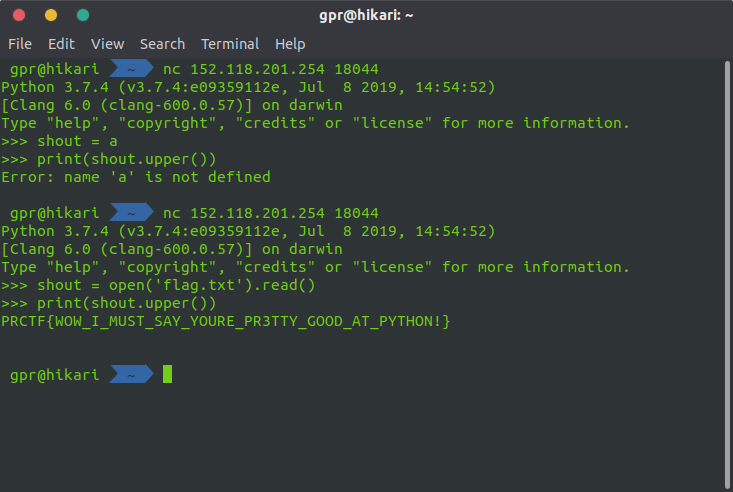 gpr@hikari: ~
File Edit View Search Terminal Help
gpr@hikari ~ nc 152.118.201.254 18044
Python 3.7.4 (v3.7.4:e09359112e, Jul  8 2019, 14:54:52)
[Clang 6.0 (clang-600.0.57)] on darwin
Type "help", "copyright", "credits" or "license" for more information.
>>> shout = a
>>> print(shout.upper())
Error: name 'a' is not defined
gpr@hikari ~ nc 152.118.201.254 18044
Python 3.7.4 (v3.7.4:e09359112e, Jul  8 2019, 14:54:52)
[Clang 6.0 (clang-600.0.57)] on darwin
Type "help", "copyright", "credits" or "license" for more information.
>>> shout = open('flag.txt').read()
>>> print(shout.upper())
PRCTF{WOW_I_MUST_SAY_YOURE_PR3TTY_GOOD_AT_PYTHON!}
gpr@hikari ~